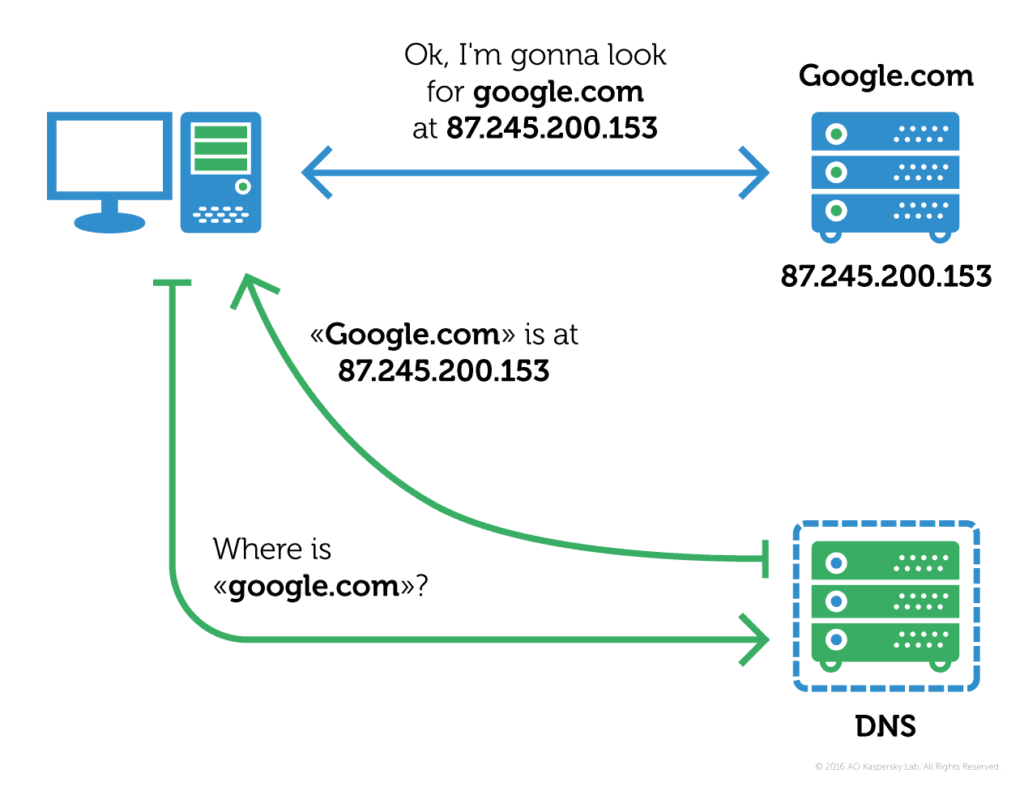 Ok, I'm gonna look
for google.com
at 87.245.200.153
Google.com
87.245.200.153
«Google.com» is at
87.245.200.153
Where is
«google.com»?
DNS
© 2016 AO Kaspersky Lab. All Rights Reserved.